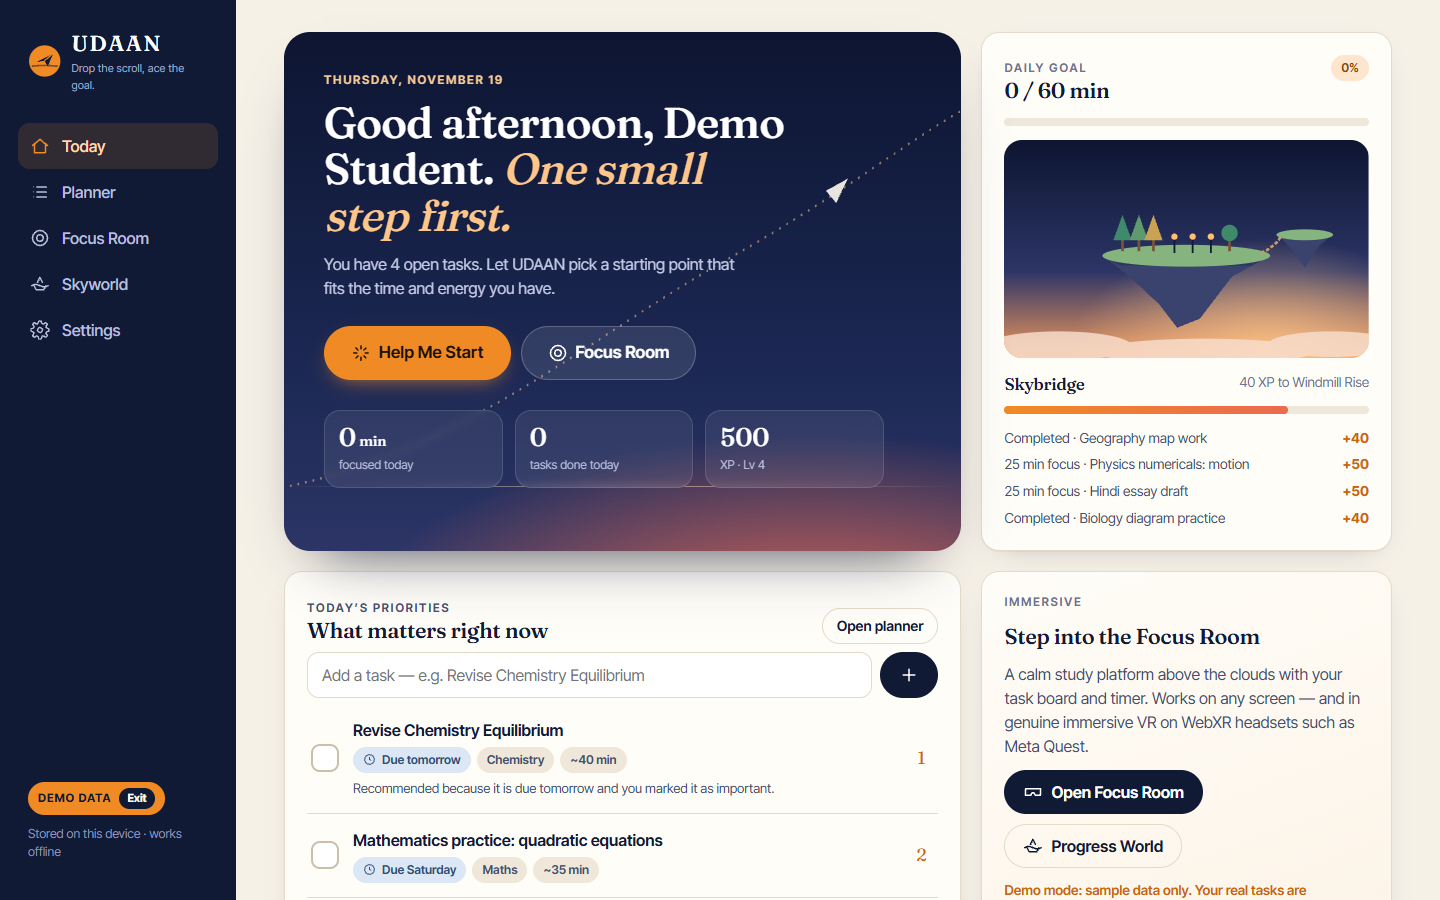 UDAAN
Drop the scroll, ace the
goal.
Today
Planner
Focus Room
Skyworld
Settings
DEMO DATA Exit
Stored on this device · works
offline
THURSDAY, NOVEMBER 19
Good afternoon, Demo
Student. One small
step first.
You have 4 open tasks. Let UDAAN pick a starting point that
fits the time and energy you have.
Help Me Start
Focus Room
0 min
focused today
0
tasks done today
500
XP · Lv 4
DAILY GOAL
0 / 60 min
0%
Skybridge
40 XP to Windmill Rise
Completed · Geography map work +40
25 min focus · Physics numericals: motion +50
25 min focus · Hindi essay draft +50
Completed · Biology diagram practice +40
TODAY'S PRIORITIES
What matters right now
Open planner
Add a task — e.g. Revise Chemistry Equilibrium
+
Revise Chemistry Equilibrium
Due tomorrow Chemistry ~40 min
1
Recommended because it is due tomorrow and you marked it as important.
Mathematics practice: quadratic equations
Due Saturday Maths ~35 min
2
IMMERSIVE
Step into the Focus Room
A calm study platform above the clouds with your
task board and timer. Works on any screen — and in
genuine immersive VR on WebXR headsets such as
Meta Quest.
Open Focus Room
Progress World
Demo mode: sample data only. Your real tasks are